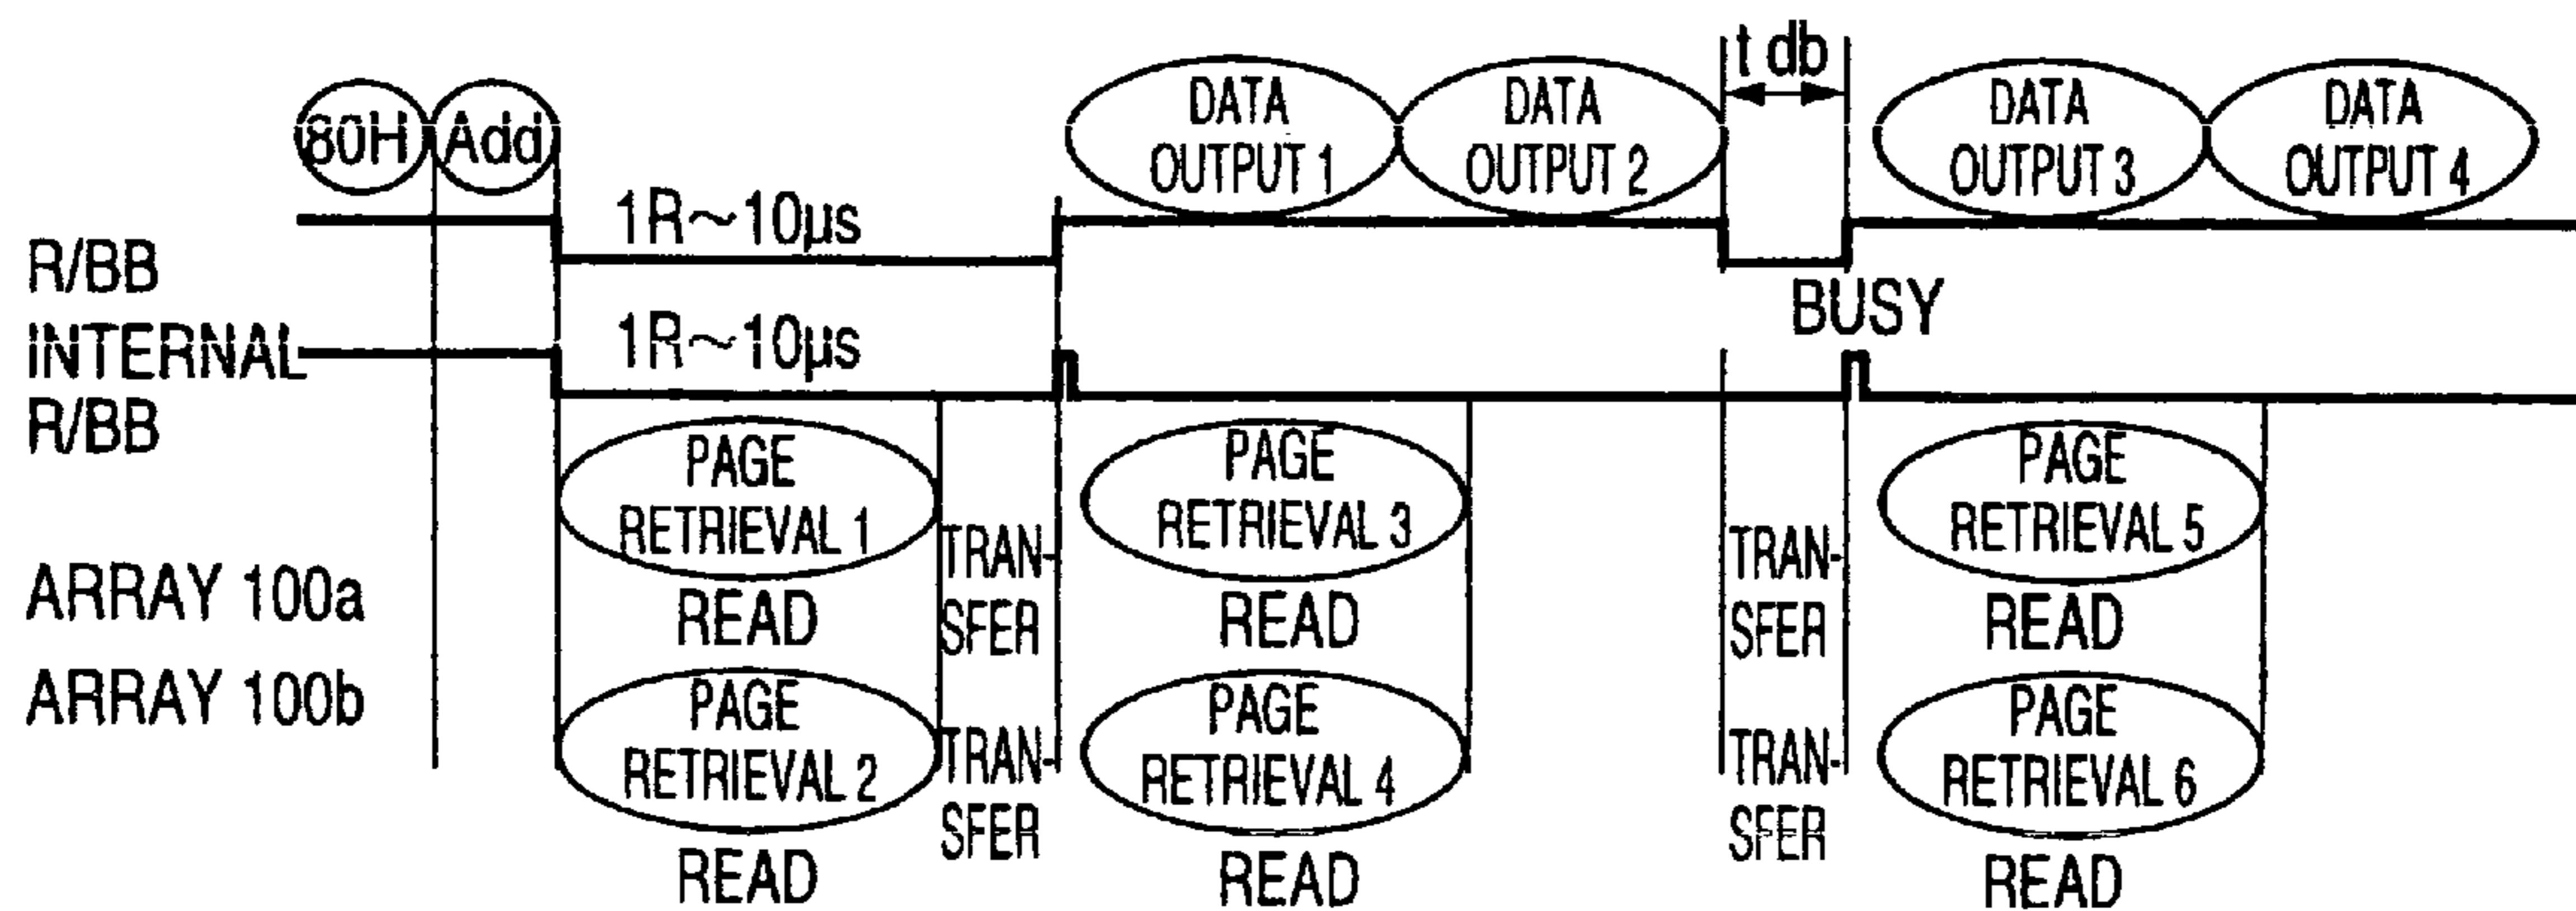 t db
80H Add DATA OUTPUT 1 DATA OUTPUT 2 DATA OUTPUT 3 DATA OUTPUT 4
R/BB 1R~10μs
BUSY
INTERNAL R/BB 1R~10μs
ARRAY 100a
PAGE RETRIEVAL 1
READ
TRAN-
SFER
PAGE RETRIEVAL 3
READ
TRAN-
SFER
PAGE RETRIEVAL 5
READ
ARRAY 100b
PAGE RETRIEVAL 2
READ
TRAN-
SFER
PAGE RETRIEVAL 4
READ
TRAN-
SFER
PAGE RETRIEVAL 6
READ